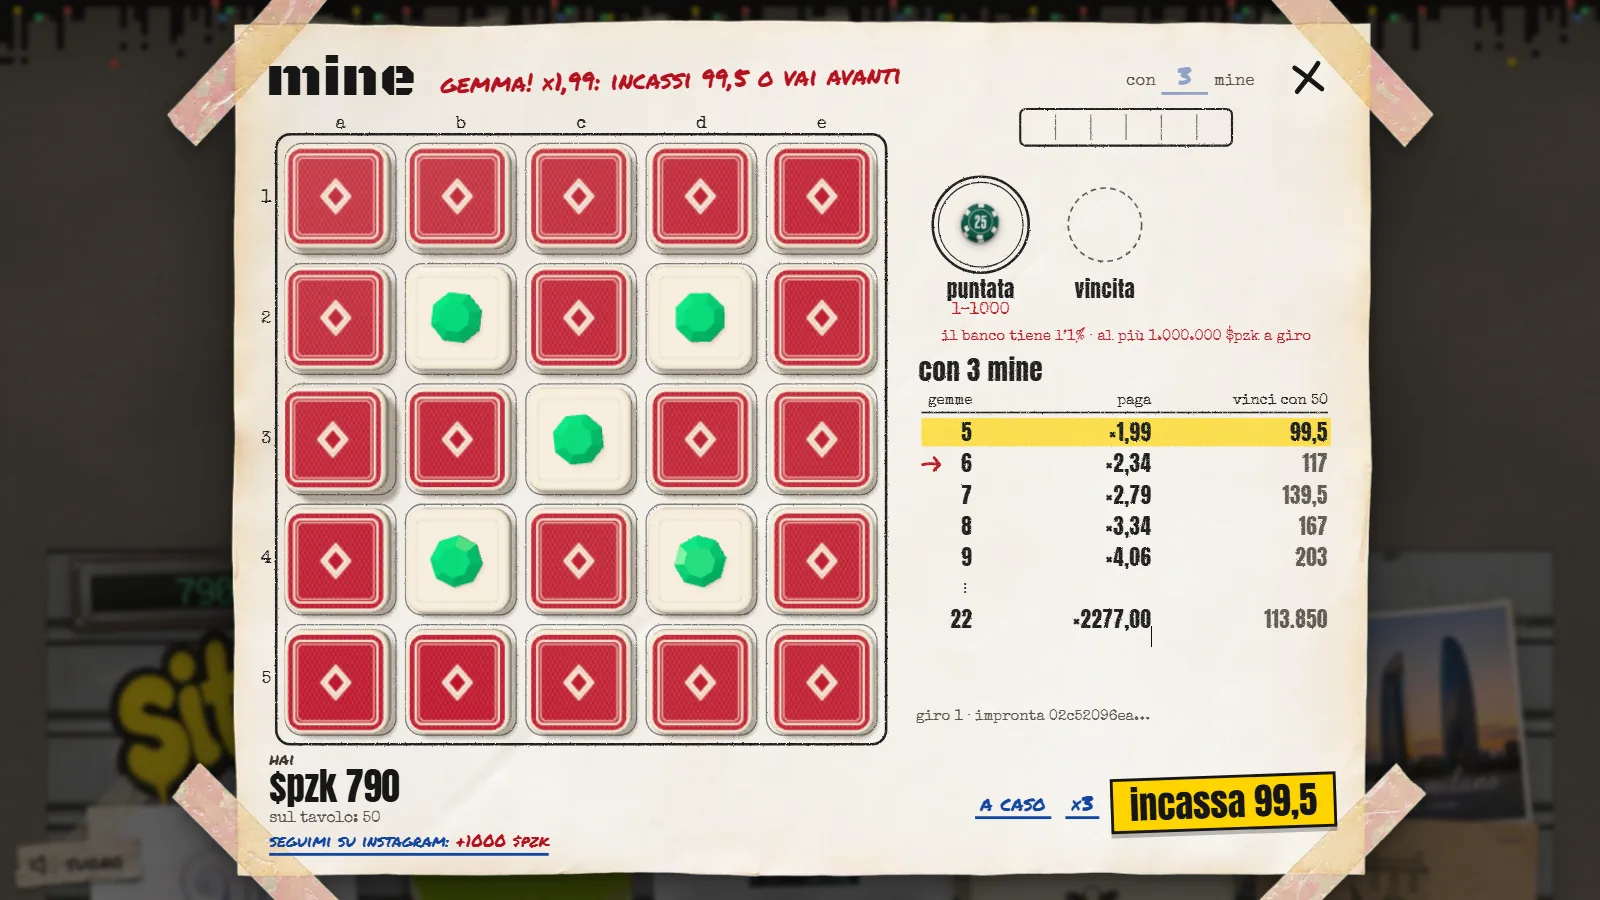 mine
GEMMA! x1,99: INCASSI 99,5 O VAI AVANTI
con 3 mine
a b c d e
1
2
3
4
5
25
puntata
1-1000
vincita
il banco tiene l'1% · al più 1.000.000 $pzk a giro
con 3 mine
gemme paga vinci con 50
5 ×1,99 99,5
→ 6 ×2,34 117
7 ×2,79 139,5
8 ×3,34 167
9 ×4,06 203
⋮
22 ×2277,00 113.850
giro 1 · impronta 02c52096ea...
HAI
$pzk 790
sul tavolo: 50
SEGUIMI SU INSTAGRAM: +1000 $PZK
A CASO x3
incassa 99,5
790